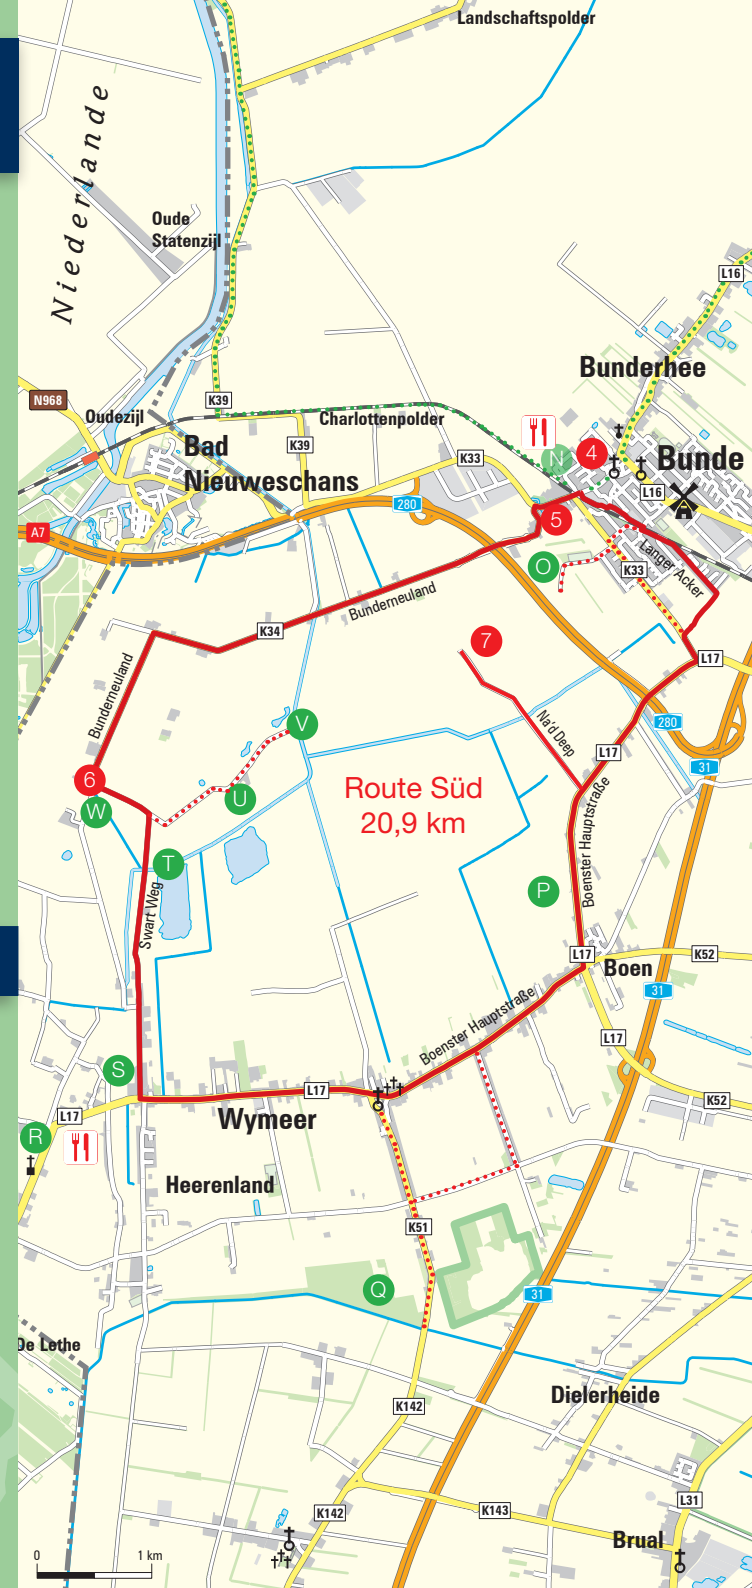 Landschaftspolder
Niederlande
Oude
Statenzijl
L16
Bunderhee
N968
Oudezijl
K39
Charlottenpolder
Bad
Nieuweschans
K39
K33
N
4
Bunde
L16
280
A7
5
O
Langer Acker
K33
Bunderneuland
K34
7
L17
Bunderneuland
Na'd Deep
280
V
L17
31
6
W
U
Route Süd
20,9 km
Boenster Hauptstraße
T
P
Swart Weg
L17
Boen
K52
31
Boenster Hauptstraße
L17
S
L17
K52
L17
Wymeer
R
Heerenland
K51
Q
31
De Lethe
Dielerheide
K142
K142
K143
L31
Brual
0
1 km